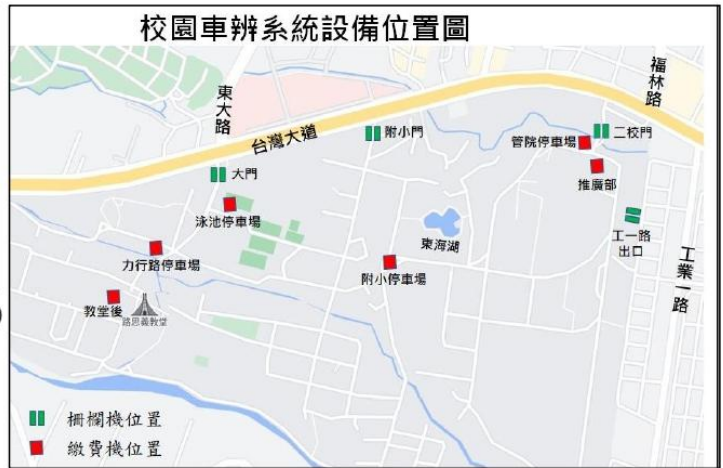 校園車辨系統設備位置圖
福林路
東大路
台灣大道
附小門
二校門
管院停車場
大門
推廣部
泳池停車場
工一路
出口
東海湖
力行路停車場
附小停車場
工業一路
教堂後
路思義教堂
柵欄機位置
繳費機位置